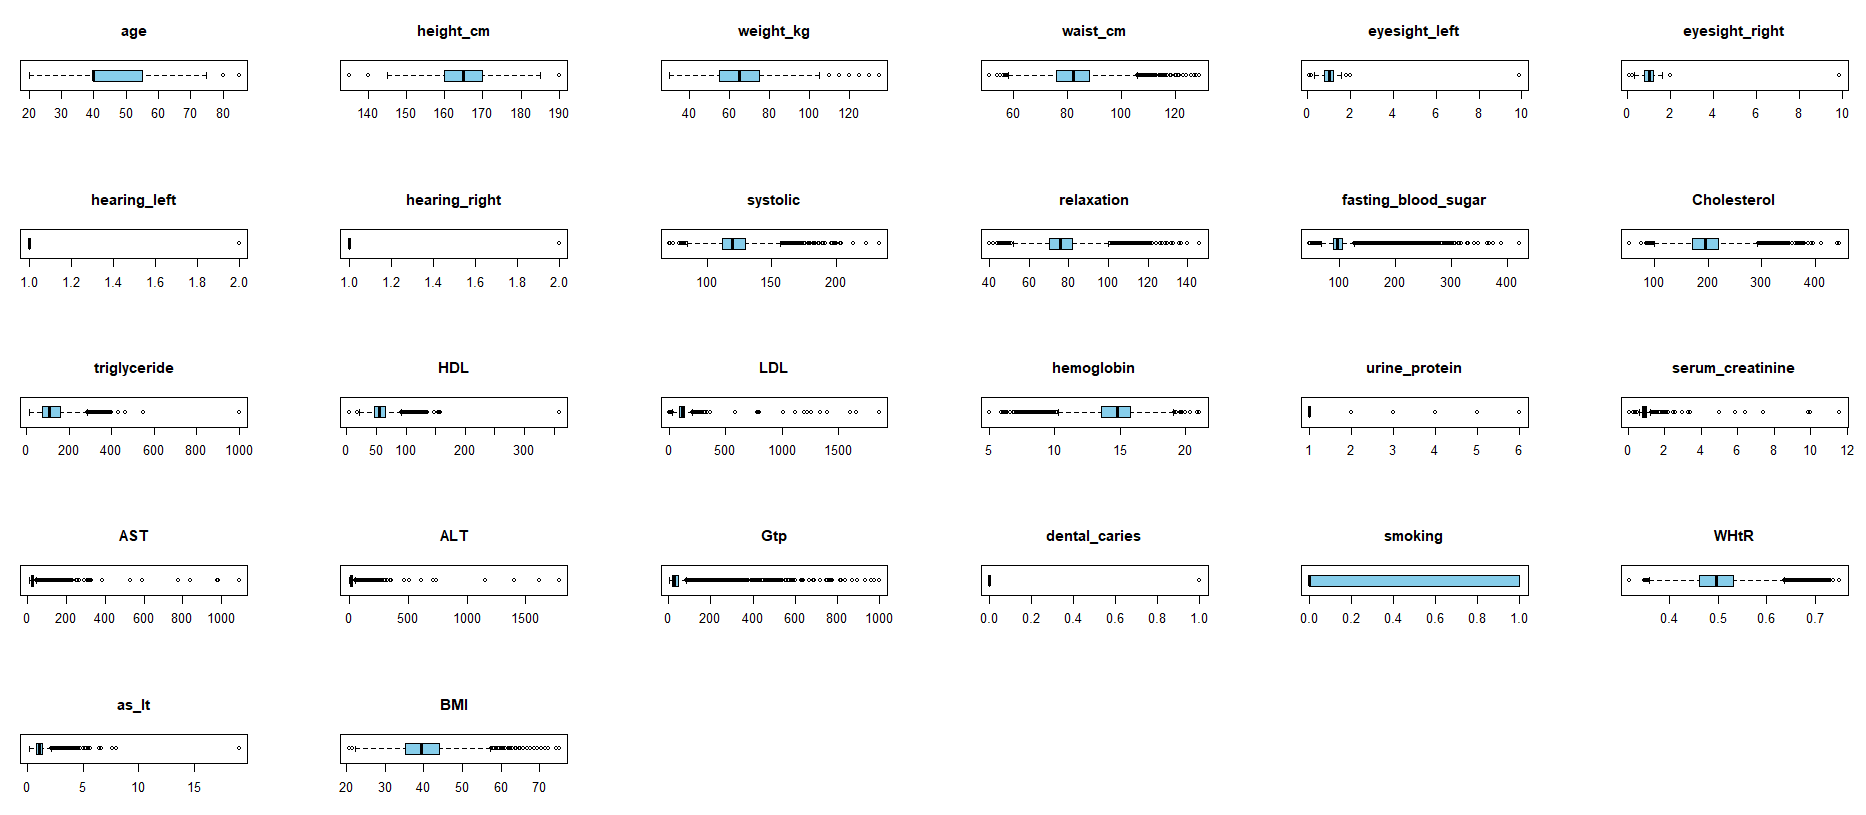 age height_cm weight_kg waist_cm eyesight_left eyesight_right
20 30 40 50 60 70 80 140 150 160 170 180 190 40 60 80 100 120 60 80 100 120 0 2 4 6 8 10 0 2 4 6 8 10
hearing_left hearing_right systolic relaxation fasting_blood_sugar Cholesterol
1.0 1.2 1.4 1.6 1.8 2.0 1.0 1.2 1.4 1.6 1.8 2.0 100 150 200 40 60 80 100 120 140 100 200 300 400 100 200 300 400
triglyceride HDL LDL hemoglobin urine_protein serum_creatinine
0 200 400 600 800 1000 0 50 100 200 300 0 500 1000 1500 5 10 15 20 1 2 3 4 5 6 0 2 4 6 8 10 12
AST ALT Gtp dental_caries smoking WHtR
0 200 400 600 800 1000 0 500 1000 1500 0 200 400 600 800 1000 0.0 0.2 0.4 0.6 0.8 1.0 0.0 0.2 0.4 0.6 0.8 1.0 0.4 0.5 0.6 0.7
as_lt BMI
0 5 10 15 20 30 40 50 60 70